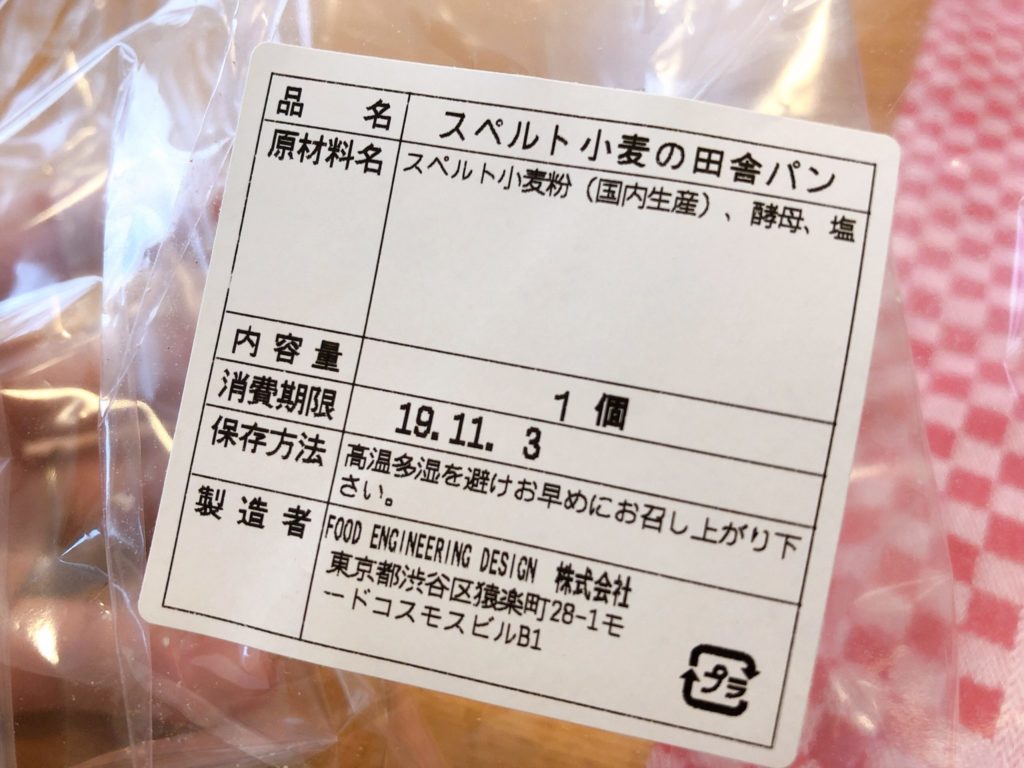 品名 スペルト小麦の田舎パン
原材料名 スペルト小麦粉（国内生産）、酵母、塩
内容量 1個
消費期限 19.11. 3
保存方法 高温多湿を避けお早めにお召し上がり下
さい。
製造者 FOOD ENGINEERING DESIGN 株式会社
東京都渋谷区猿楽町28-1モ
ードコスモスビルB1
プラ